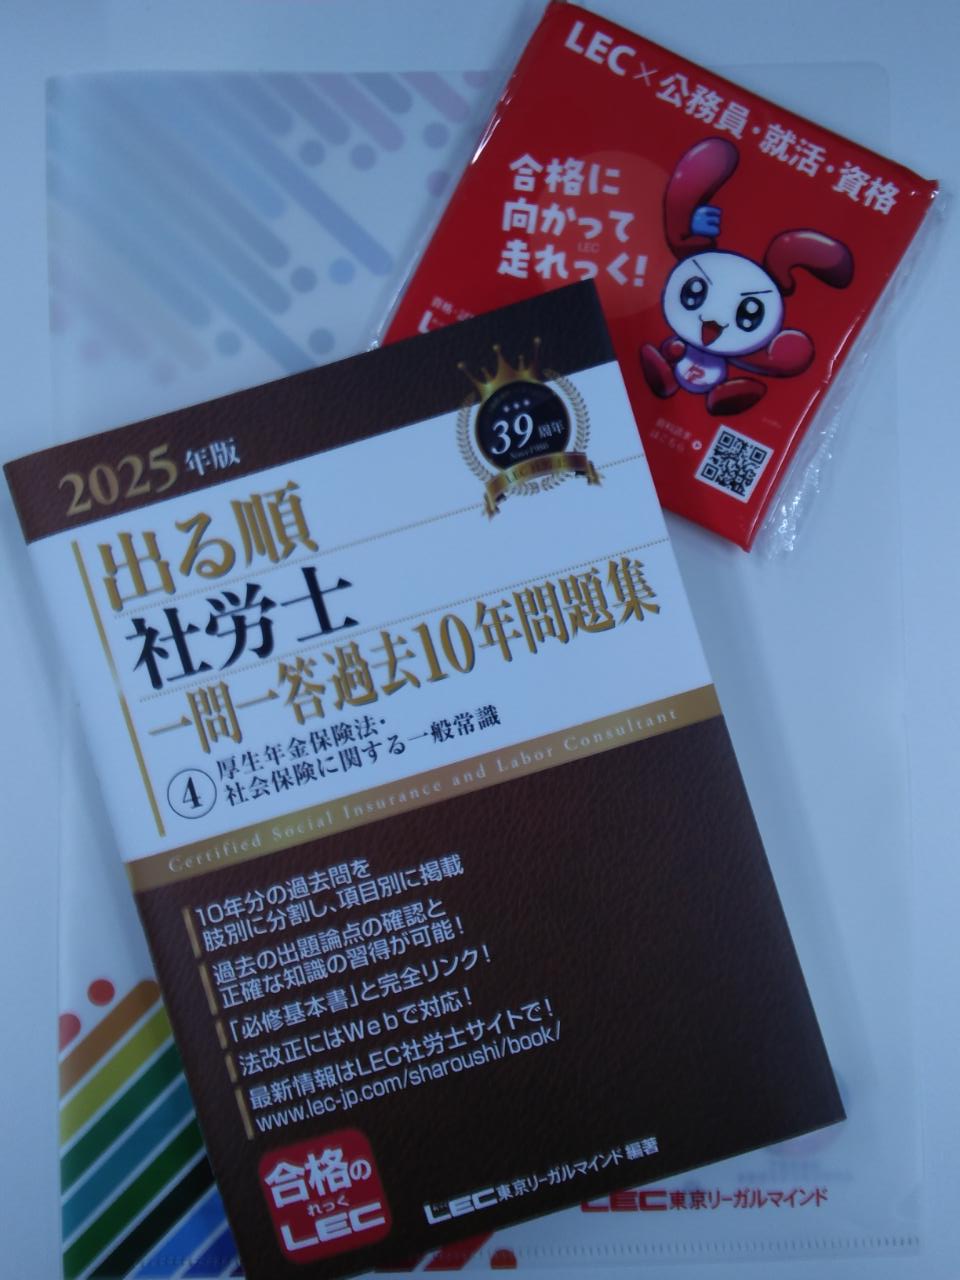 LEC×公務員・就活・資格
合格に
向かって
走れっく!
LEC
資料請求
はこちら
2025年版
39周年
Since1986
出る順
社労士
一問一答過去10年問題集
④
厚生年金保険法・
社会保険に関する一般常識
Certified Social Insurance and Labor Consultant
10年分の過去問を
肢別に分割し、項目別に掲載
過去の出題論点の確認と
正確な知識の習得が可能!
「必修基本書」と完全リンク!
法改正にはWebで対応!
最新情報はLEC社労士サイトで!
www.lec-jp.com/sharoushi/book/
合格の
れっく
LEC
LEC東京リーガルマインド編著
LEC東京リーガルマインド